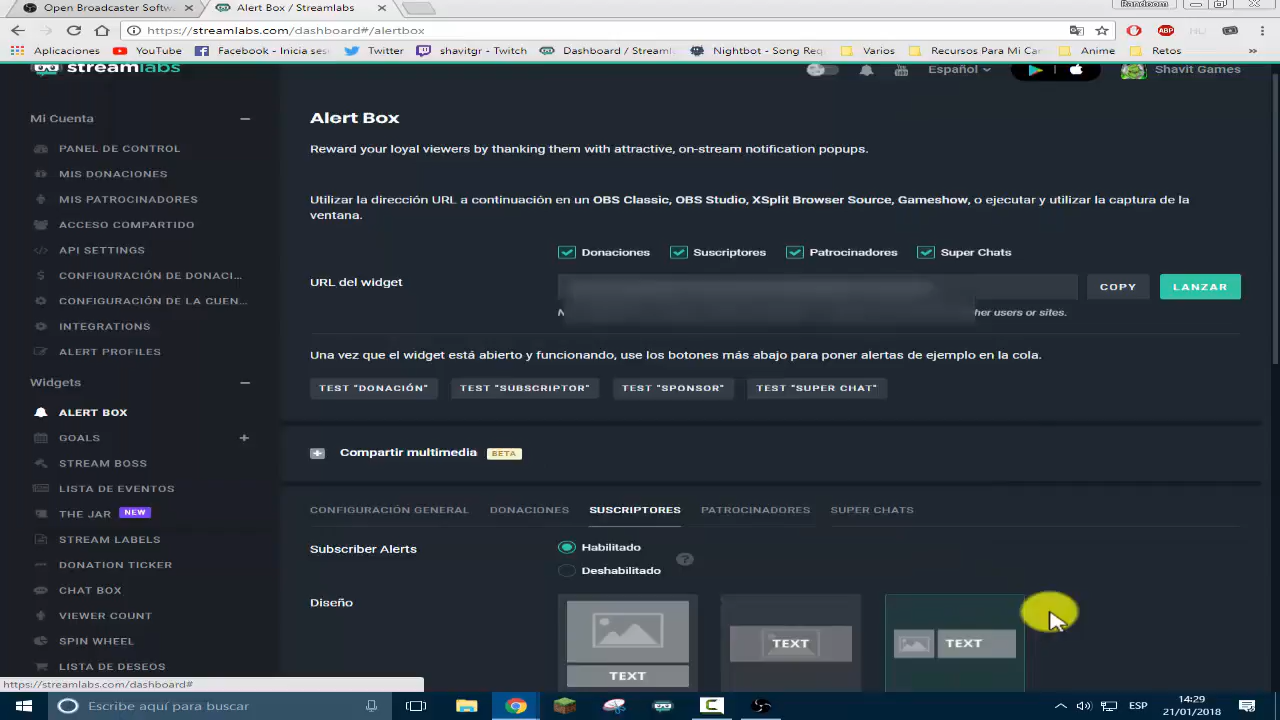 Open Broadcaster Softw
Alert Box / Streamlabs
Randoom
https://streamlabs.com/dashboard#/alertbox
ABP
Aplicaciones
YouTube
Facebook - Inicia ses
Twitter
shavitgr - Twitch
Dashboard / Streamla
Nightbot - Song Req
Varios
Recursos Para Mi Can
Anime
Retos
»
streamlabs
Español
Shavit Games
Mi Cuenta
PANEL DE CONTROL
MIS DONACIONES
MIS PATROCINADORES
ACCESO COMPARTIDO
API SETTINGS
CONFIGURACIÓN DE DONACI...
CONFIGURACIÓN DE LA CUEN...
INTEGRATIONS
ALERT PROFILES
Widgets
ALERT BOX
GOALS
STREAM BOSS
LISTA DE EVENTOS
THE JAR NEW
STREAM LABELS
DONATION TICKER
CHAT BOX
VIEWER COUNT
SPIN WHEEL
LISTA DE DESEOS
Alert Box
Reward your loyal viewers by thanking them with attractive, on-stream notification popups.
Utilizar la dirección URL a continuación en un OBS Classic, OBS Studio, XSplit Browser Source, Gameshow, o ejecutar y utilizar la captura de la
ventana.
Donaciones Suscriptores Patrocinadores Super Chats
URL del widget
COPY LANZAR
her users or sites.
Una vez que el widget está abierto y funcionando, use los botones más abajo para poner alertas de ejemplo en la cola.
TEST "DONACIÓN" TEST "SUBSCRIPTOR" TEST "SPONSOR" TEST "SUPER CHAT"
Compartir multimedia BETA
CONFIGURACIÓN GENERAL DONACIONES SUSCRIPTORES PATROCINADORES SUPER CHATS
Subscriber Alerts
Habilitado
Deshabilitado
?
Diseño
TEXT
TEXT
TEXT
https://streamlabs.com/dashboard#
Escribe aquí para buscar
ESP
14:29
21/01/2018